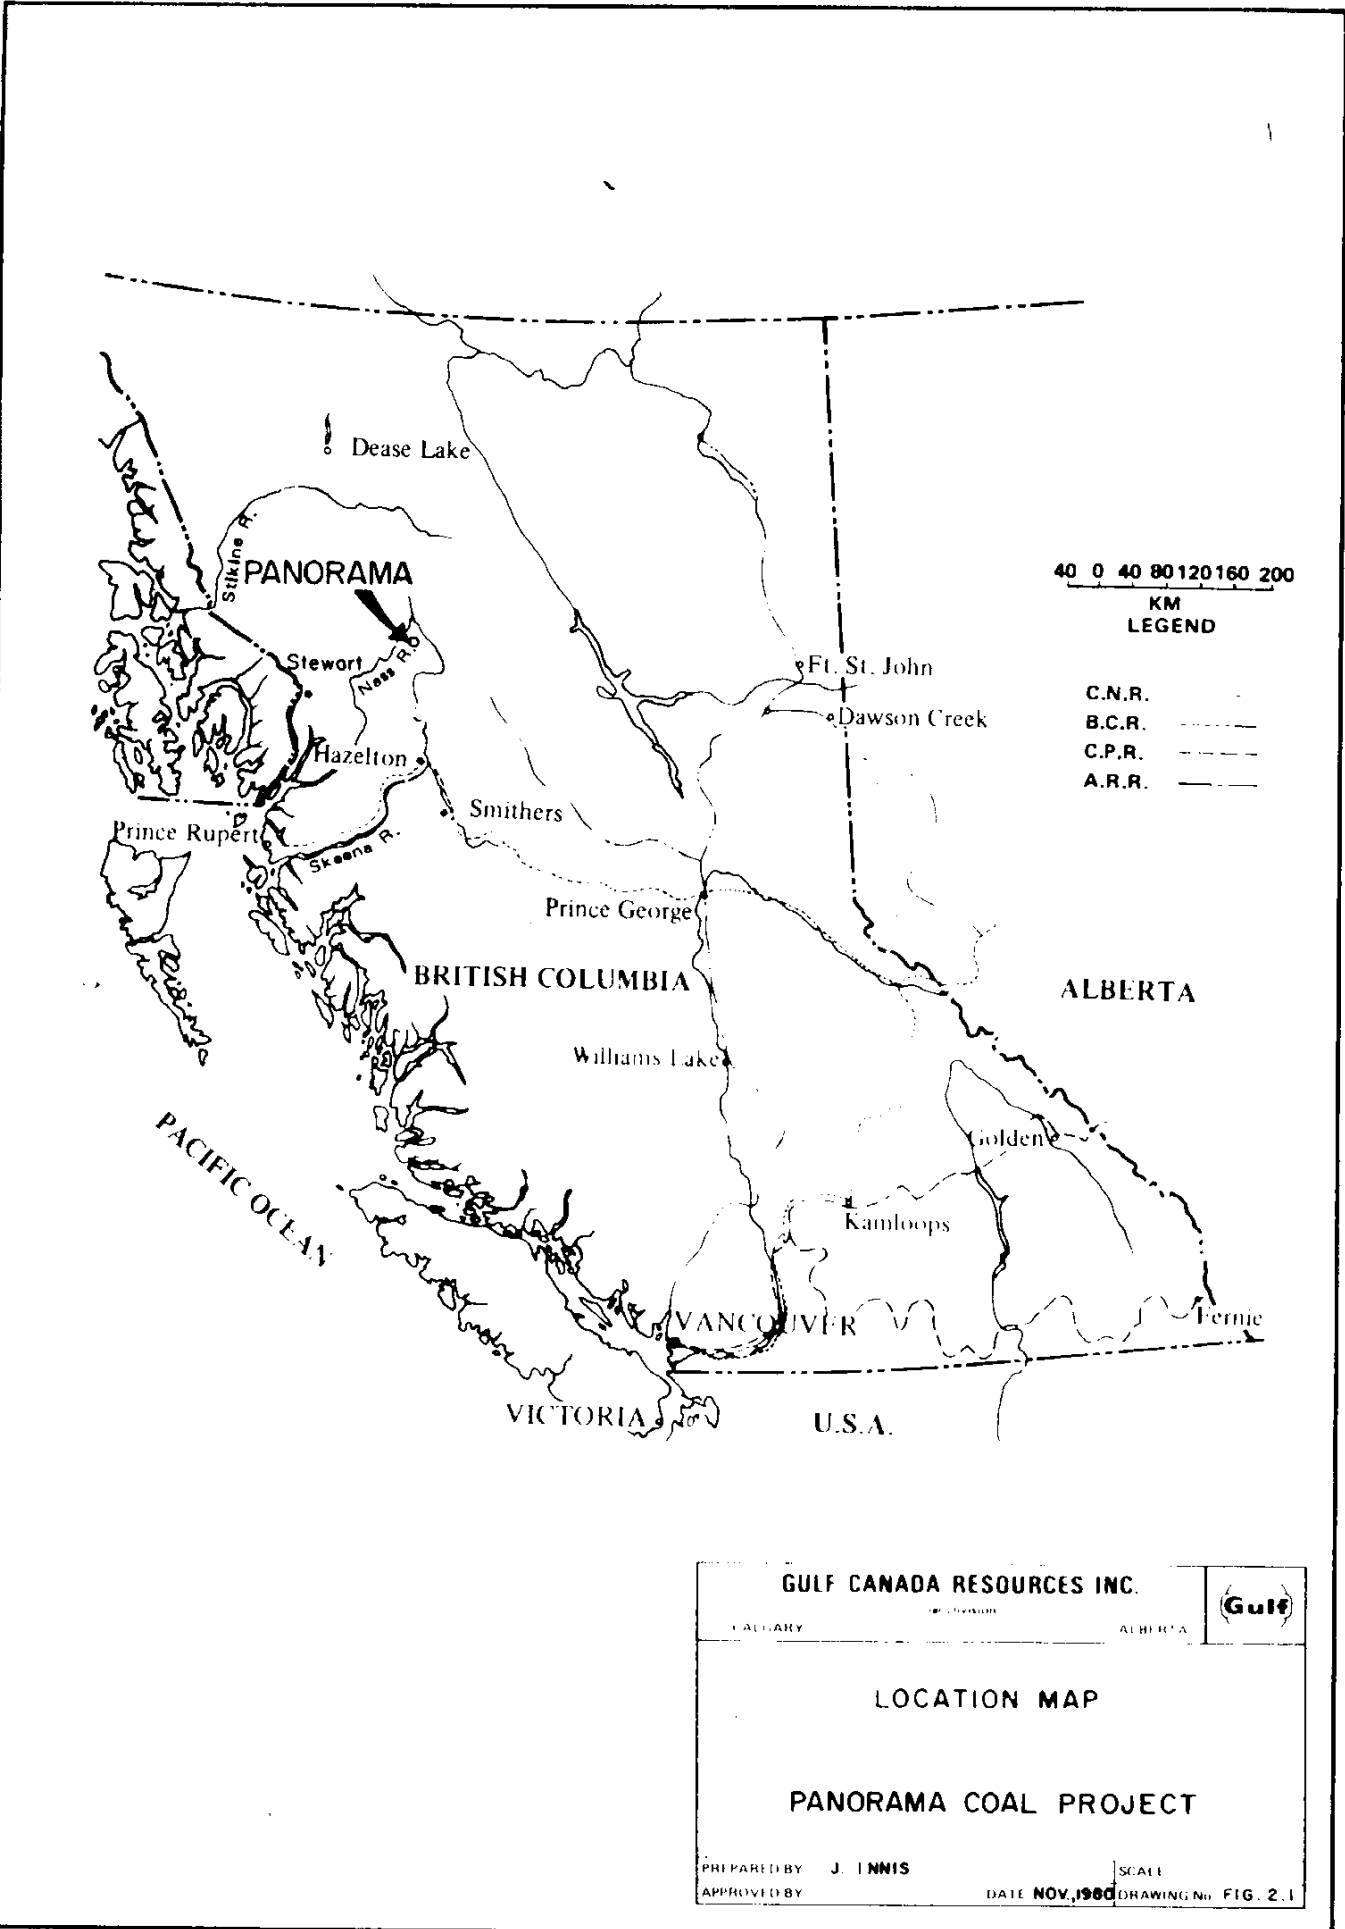 Dease Lake
Stikine R.
PANORAMA
40 0 40 80 120 160 200
KM
LEGEND
Stewart
Nass R.
Ft. St. John
C.N.R.
Dawson Creek
B.C.R.
C.P.R.
Hazelton
A.R.R.
Smithers
Prince Rupert
Skeena R.
Prince George
BRITISH COLUMBIA
ALBERTA
Williams Lake
PACIFIC OCEAN
Golden
Kamloops
VANCOUVER
Fernie
VICTORIA
U.S.A.
GULF CANADA RESOURCES INC.
Gulf
division
CALGARY ALBERTA
LOCATION MAP
PANORAMA COAL PROJECT
PREPARED BY J. INNIS
SCALE
APPROVED BY
DATE NOV., 1980
DRAWING No. FIG. 2.1